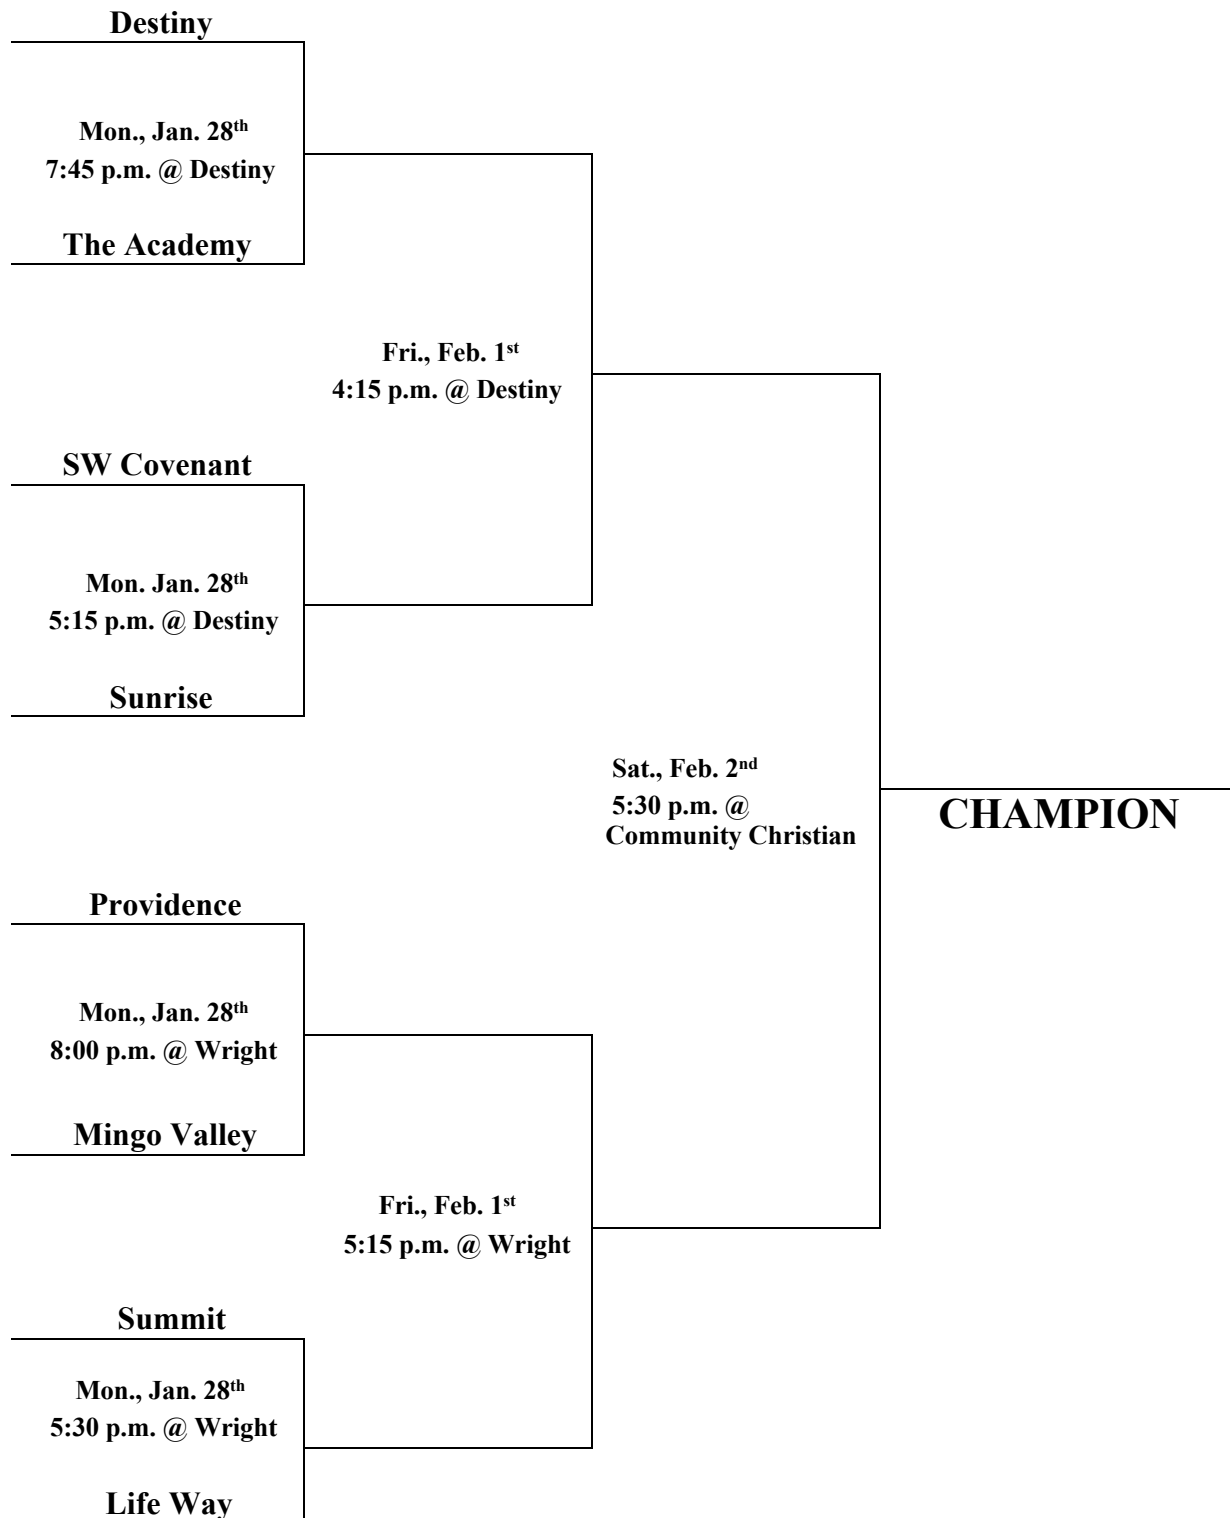 Destiny
Mon., Jan. 28th
7:45 p.m. @ Destiny
The Academy
Fri., Feb. 1st
4:15 p.m. @ Destiny
SW Covenant
Mon. Jan. 28th
5:15 p.m. @ Destiny
Sunrise
Sat., Feb. 2nd
5:30 p.m. @
Community Christian
CHAMPION
Providence
Mon., Jan. 28th
8:00 p.m. @ Wright
Mingo Valley
Fri., Feb. 1st
5:15 p.m. @ Wright
Summit
Mon., Jan. 28th
5:30 p.m. @ Wright
Life Way